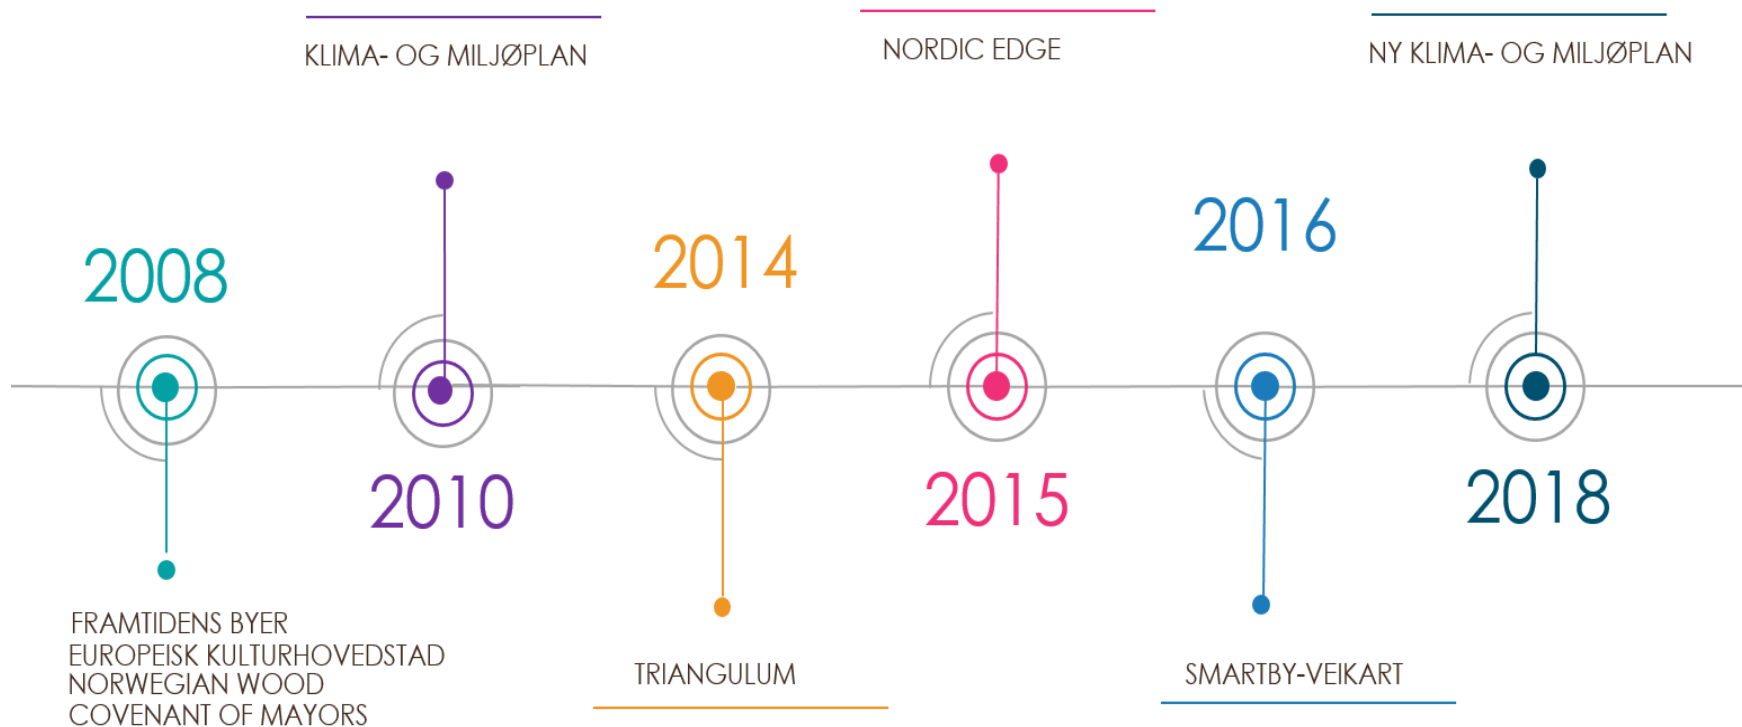 KLIMA- OG MILJØPLAN
NORDIC EDGE
NY KLIMA- OG MILJØPLAN
2008
2014
2016
2010
2015
2018
FRAMTIDENS BYER
EUROPEISK KULTURHOVEDSTAD
NORWEGIAN WOOD
COVENANT OF MAYORS
TRIANGULUM
SMARTBY-VEIKART